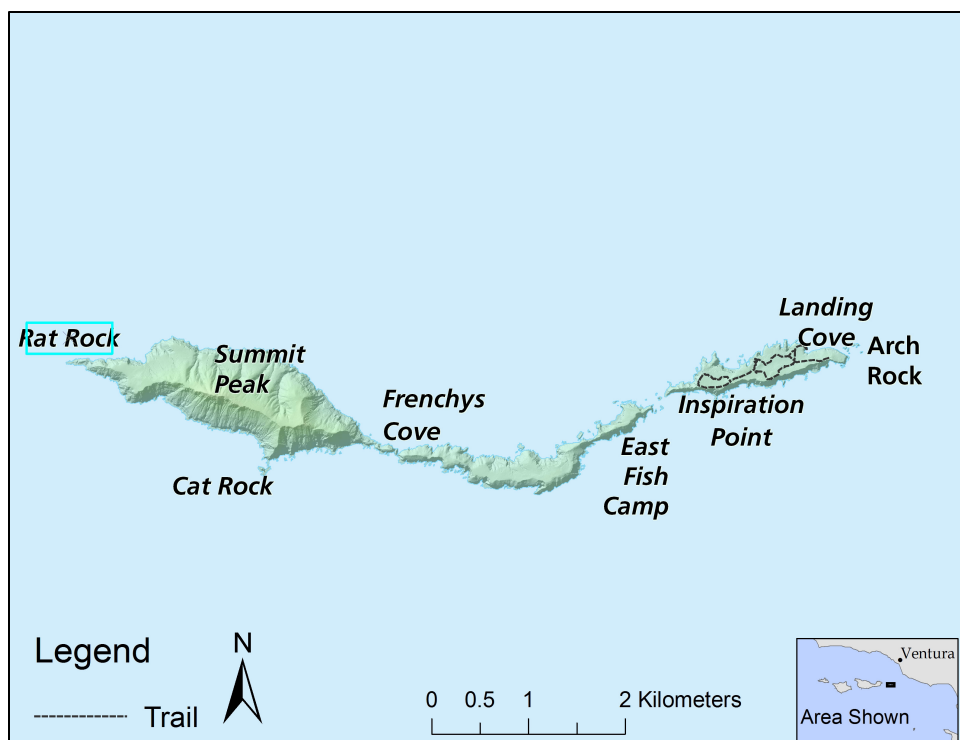 Landing
Cove
Rat Rock
Arch
Rock
Summit
Peak
Frenchys
Cove
Inspiration
Point
East
Fish
Camp
Cat Rock
Legend
Trail
N
0 0.5 1 2 Kilometers
Ventura
Area Shown